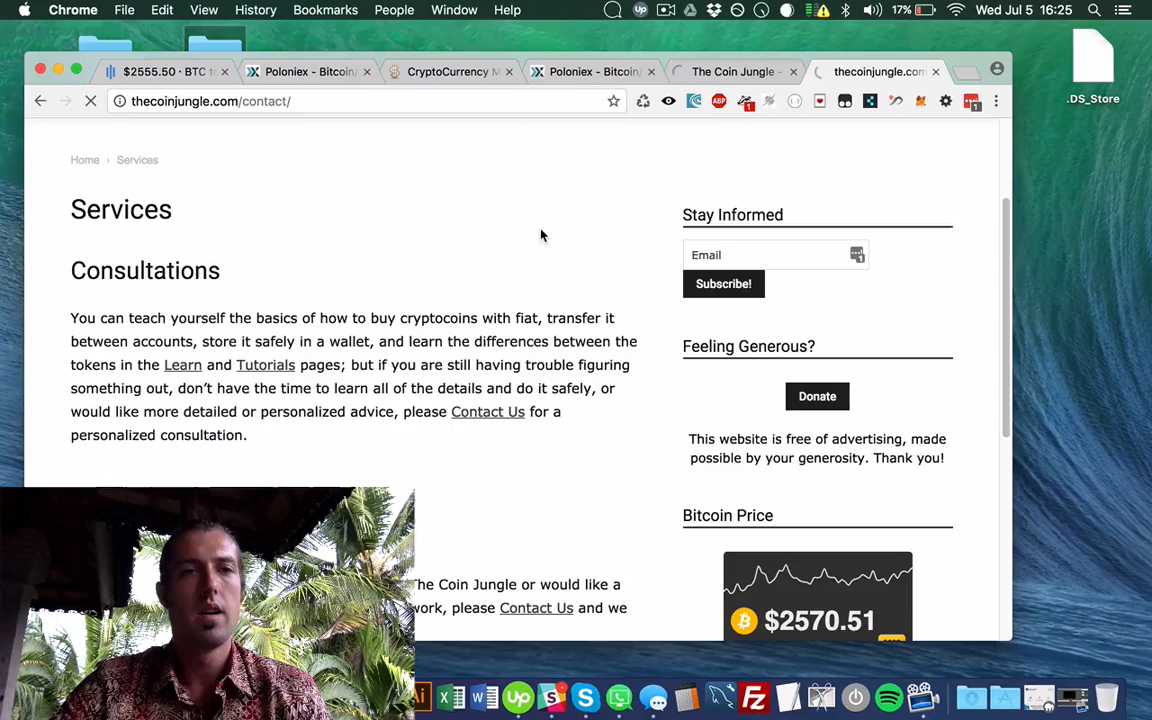 Chrome File Edit View History Bookmarks People Window Help 17% Wed Jul 5 16:25
$2555.50 · BTC t
Poloniex - Bitcoin/
CryptoCurrency M
Poloniex - Bitcoin/
The Coin Jungle -
thecoinjungle.com/
thecoinjungle.com/contact/
.DS_Store
Home › Services
Services
Consultations
You can teach yourself the basics of how to buy cryptocoins with fiat, transfer it
between accounts, store it safely in a wallet, and learn the differences between the
tokens in the Learn and Tutorials pages; but if you are still having trouble figuring
something out, don't have the time to learn all of the details and do it safely, or
would like more detailed or personalized advice, please Contact Us for a
personalized consultation.
The Coin Jungle or would like a
work, please Contact Us and we
Stay Informed
Email
Subscribe!
Feeling Generous?
Donate
This website is free of advertising, made
possible by your generosity. Thank you!
Bitcoin Price
$2570.51